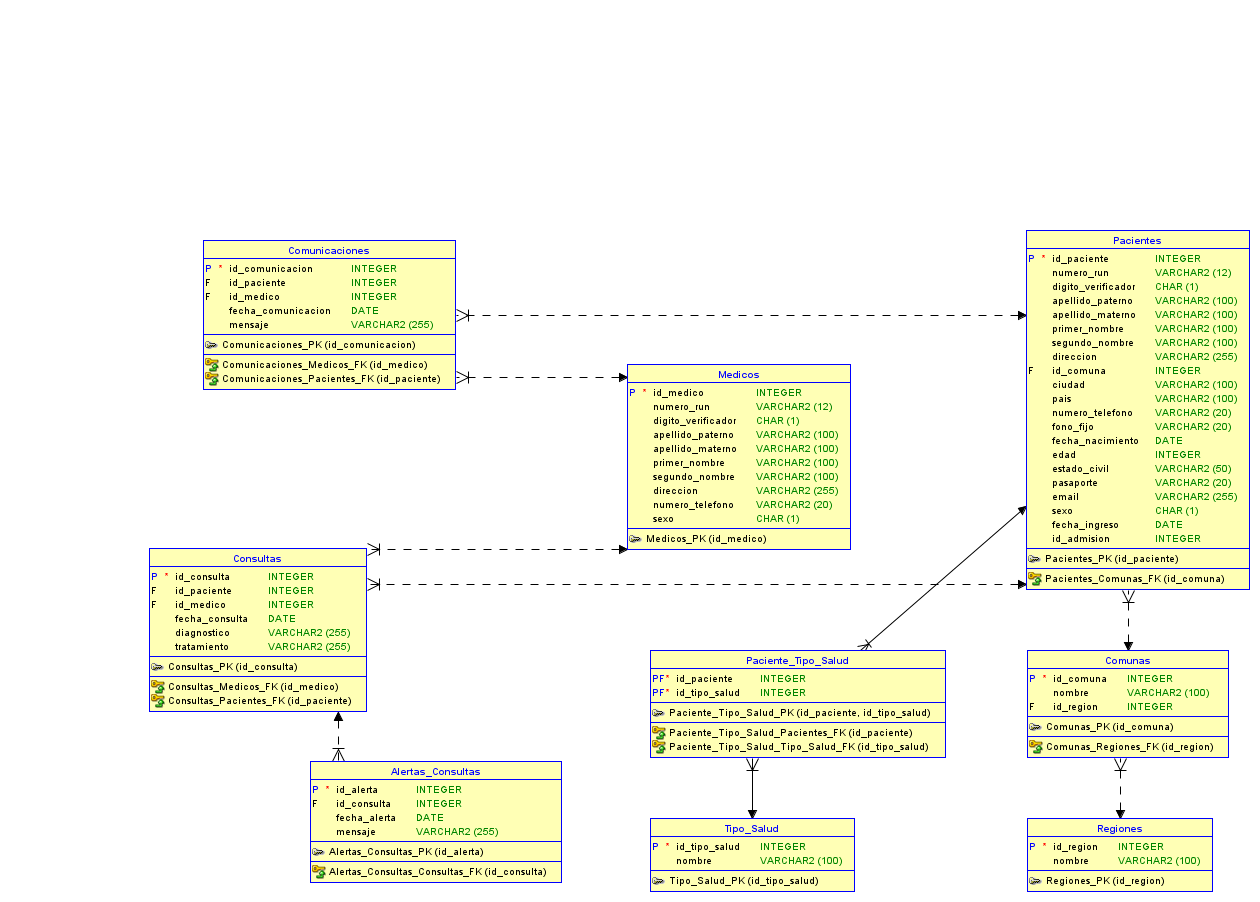 Comunicaciones
P * id_comunicacion INTEGER
F id_paciente INTEGER
F id_medico INTEGER
fecha_comunicacion DATE
mensaje VARCHAR2 (255)
Comunicaciones_PK (id_comunicacion)
Comunicaciones_Medicos_FK (id_medico)
Comunicaciones_Pacientes_FK (id_paciente)
Pacientes
P * id_paciente INTEGER
numero_run VARCHAR2 (12)
digito_verificador CHAR (1)
apellido_paterno VARCHAR2 (100)
apellido_materno VARCHAR2 (100)
primer_nombre VARCHAR2 (100)
segundo_nombre VARCHAR2 (100)
direccion VARCHAR2 (255)
F id_comuna INTEGER
ciudad VARCHAR2 (100)
pais VARCHAR2 (100)
numero_telefono VARCHAR2 (20)
fono_fijo VARCHAR2 (20)
fecha_nacimiento DATE
edad INTEGER
estado_civil VARCHAR2 (50)
pasaporte VARCHAR2 (20)
email VARCHAR2 (255)
sexo CHAR (1)
fecha_ingreso DATE
id_admision INTEGER
Pacientes_PK (id_paciente)
Pacientes_Comunas_FK (id_comuna)
Medicos
P * id_medico INTEGER
numero_run VARCHAR2 (12)
digito_verificador CHAR (1)
apellido_paterno VARCHAR2 (100)
apellido_materno VARCHAR2 (100)
primer_nombre VARCHAR2 (100)
segundo_nombre VARCHAR2 (100)
direccion VARCHAR2 (255)
numero_telefono VARCHAR2 (20)
sexo CHAR (1)
Medicos_PK (id_medico)
Consultas
P * id_consulta INTEGER
F id_paciente INTEGER
F id_medico INTEGER
fecha_consulta DATE
diagnostico VARCHAR2 (255)
tratamiento VARCHAR2 (255)
Consultas_PK (id_consulta)
Consultas_Medicos_FK (id_medico)
Consultas_Pacientes_FK (id_paciente)
Paciente_Tipo_Salud
PF* id_paciente INTEGER
PF* id_tipo_salud INTEGER
Paciente_Tipo_Salud_PK (id_paciente, id_tipo_salud)
Paciente_Tipo_Salud_Pacientes_FK (id_paciente)
Paciente_Tipo_Salud_Tipo_Salud_FK (id_tipo_salud)
Comunas
P * id_comuna INTEGER
nombre VARCHAR2 (100)
F id_region INTEGER
Comunas_PK (id_comuna)
Comunas_Regiones_FK (id_region)
Alertas_Consultas
P * id_alerta INTEGER
F id_consulta INTEGER
fecha_alerta DATE
mensaje VARCHAR2 (255)
Alertas_Consultas_PK (id_alerta)
Alertas_Consultas_Consultas_FK (id_consulta)
Tipo_Salud
P * id_tipo_salud INTEGER
nombre VARCHAR2 (100)
Tipo_Salud_PK (id_tipo_salud)
Regiones
P * id_region INTEGER
nombre VARCHAR2 (100)
Regiones_PK (id_region)